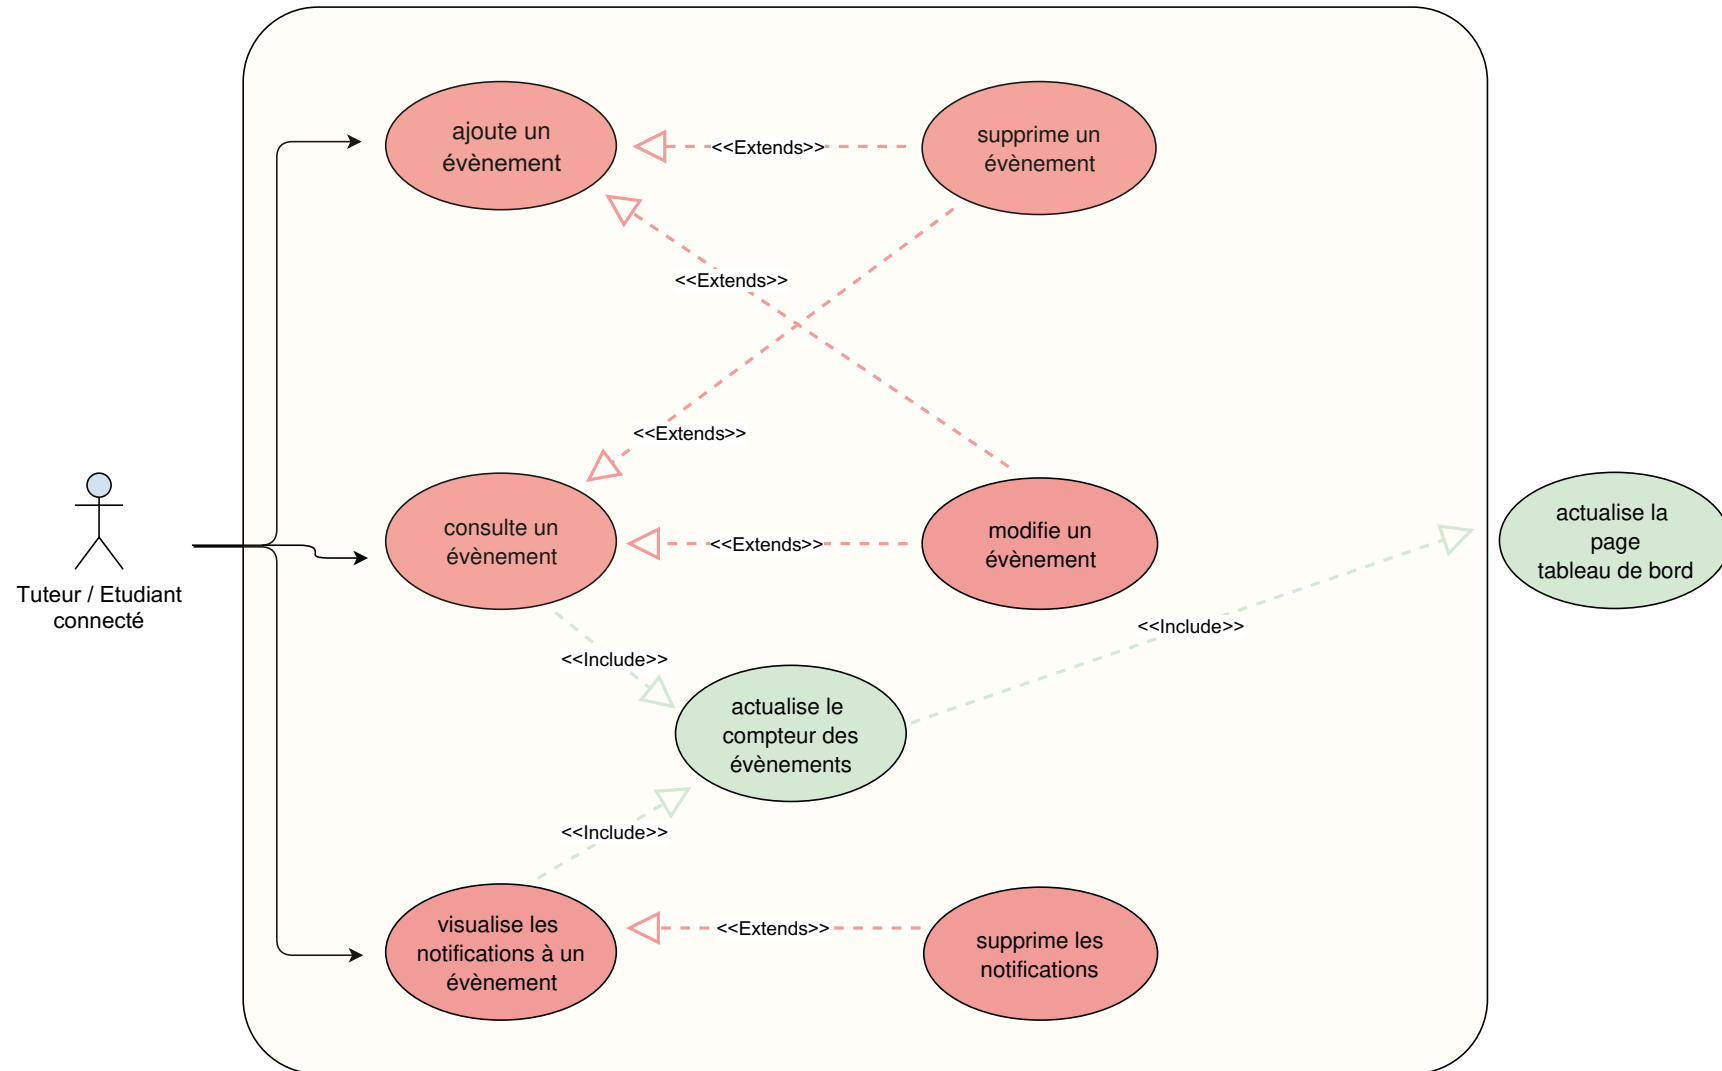 ajoute un
évènement
<<Extends>>
supprime un
évènement
<<Extends>>
<<Extends>>
Tuteur / Etudiant
connecté
consulte un
évènement
<<Extends>>
modifie un
évènement
actualise la
page
tableau de bord
<<Include>>
<<Include>>
actualise le
compteur des
évènements
<<Include>>
visualise les
notifications à un
évènement
<<Extends>>
supprime les
notifications